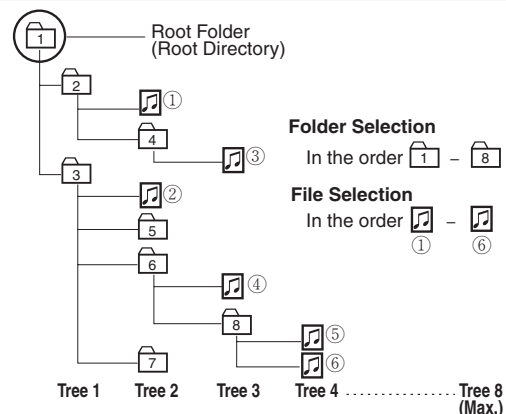 1
Root Folder
(Root Directory)
2
①
4
③
3
②
5
6
④
8
⑤
⑥
7
Folder Selection
In the order 1 – 8
File Selection
In the order –
① ⑥
Tree 1 Tree 2 Tree 3 Tree 4 ................ Tree 8
(Max.)